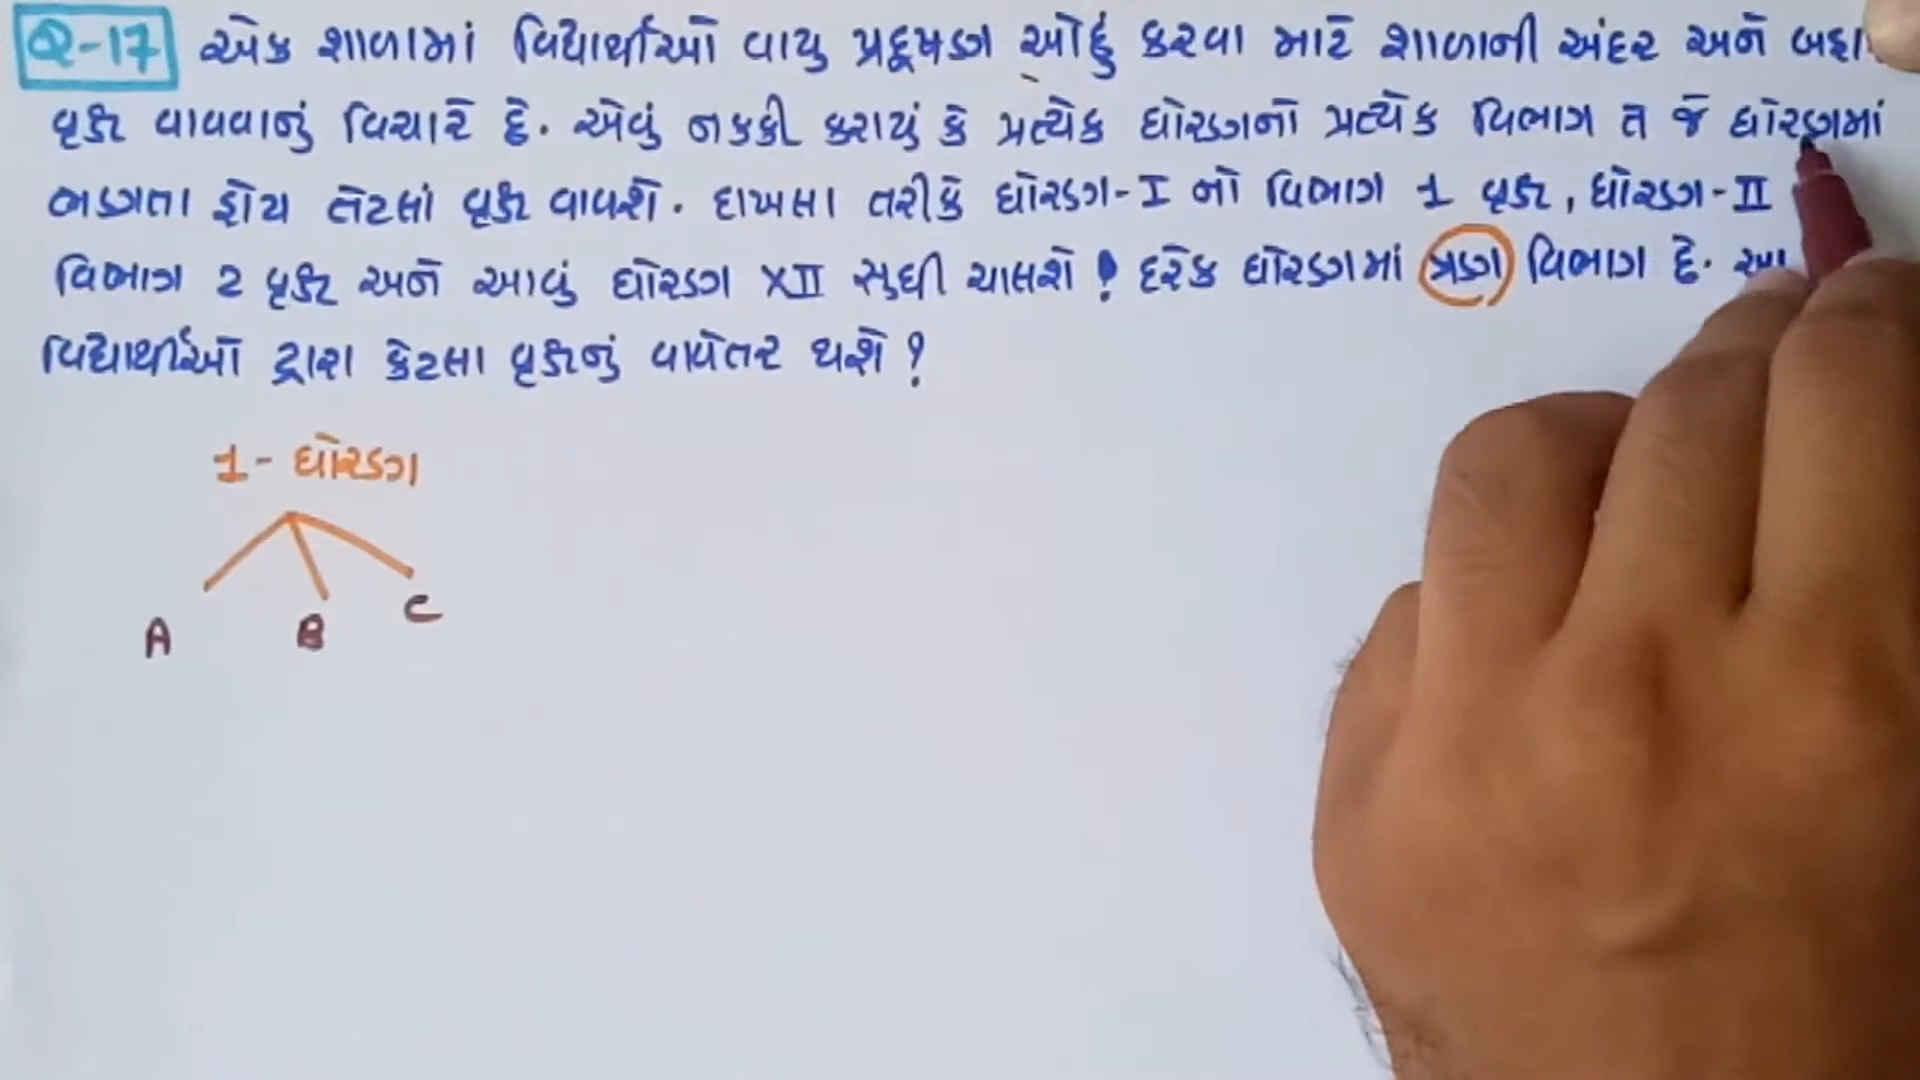 Q-17 એક શાળામાં વિદ્યાર્થીઓ વાયુ પ્રદૂષણ ઓછું કરવા માટે શાળાની અંદર અને
વૃક્ષ વાવવાનું વિચારે છે. એવું નક્કી કરાયું કે પ્રત્યેક ધોરણનો પ્રત્યેક વિભાગ તે જે ધોરણમાં
ભણતા હોય તેટલાં વૃક્ષ વાવશે. દાખલા તરીકે ધોરણ-I નો વિભાગ 1 વૃક્ષ, ધોરણ-II
વિભાગ 2 વૃક્ષ અને આવું ધોરણ XII સુધી ચાલશે! દરેક ધોરણમાં ત્રણ વિભાગ છે.
વિદ્યાર્થીઓ દ્વારા કેટલા વૃક્ષનું વાવેતર થશે?
1- ધોરણ
A B C